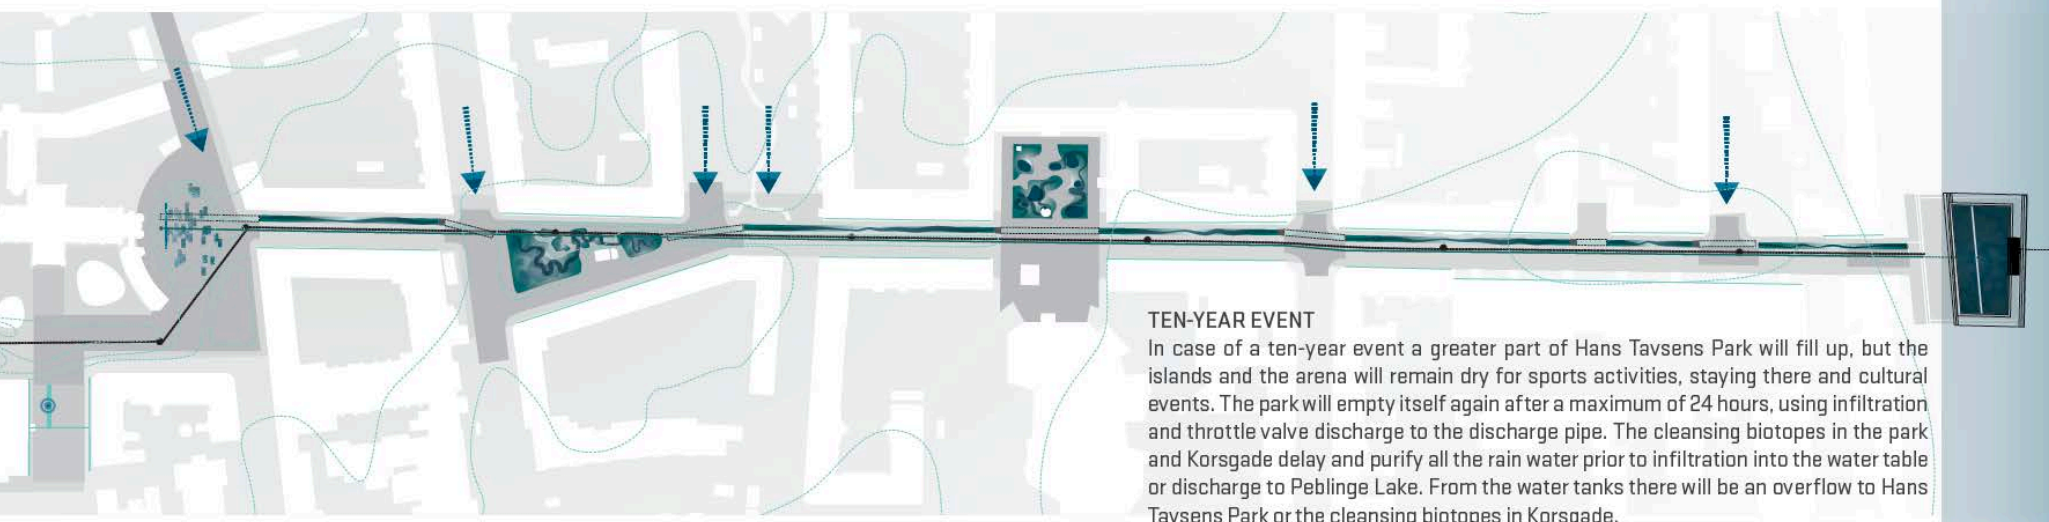 TEN-YEAR EVENT
In case of a ten-year event a greater part of Hans Tavsens Park will fill up, but the
islands and the arena will remain dry for sports activities, staying there and cultural
events. The park will empty itself again after a maximum of 24 hours, using infiltration
and throttle valve discharge to the discharge pipe. The cleansing biotopes in the park
and Korsgade delay and purify all the rain water prior to infiltration into the water table
or discharge to Peblinge Lake. From the water tanks there will be an overflow to Hans
Tavsens Park or the cleansing biotopes in Korsgade.